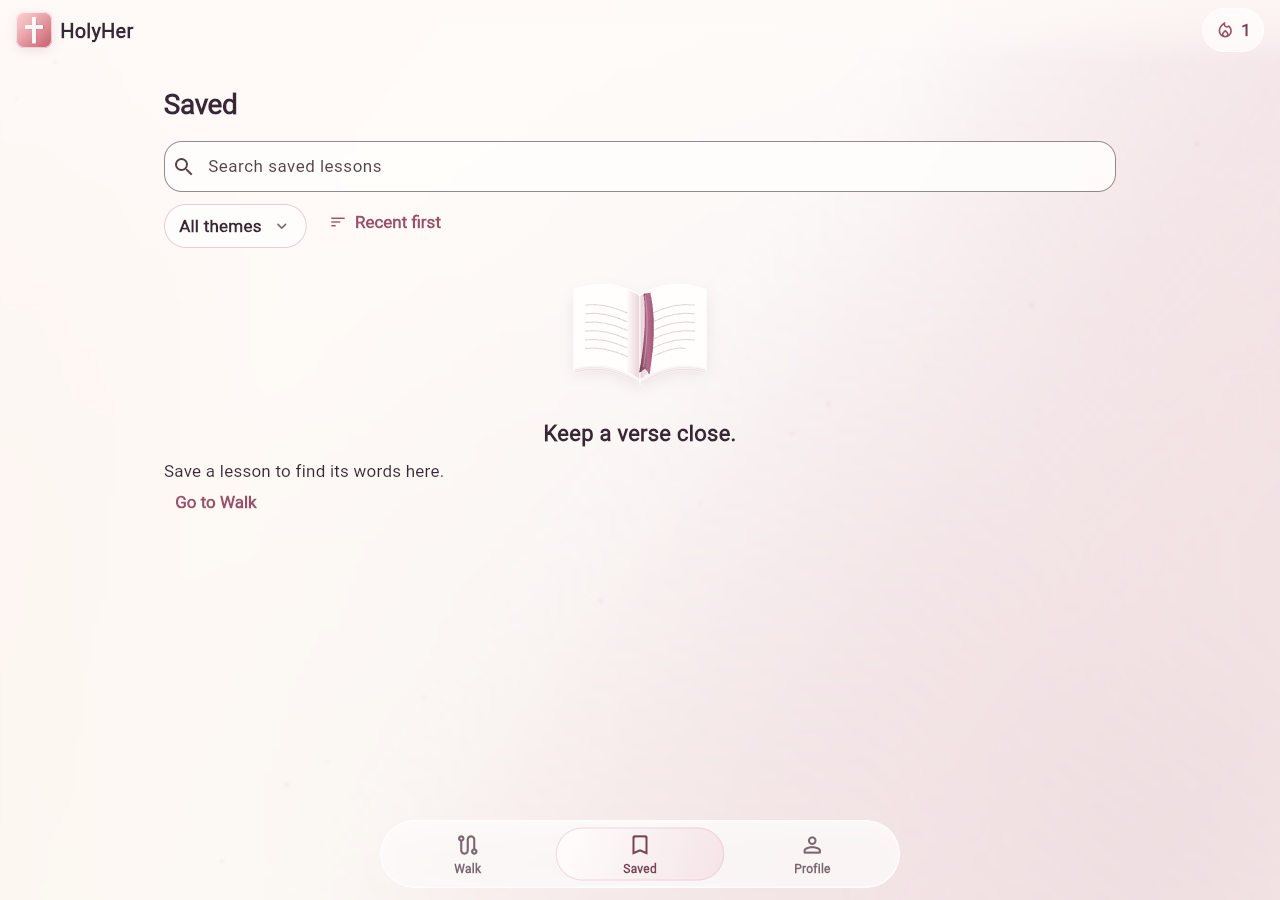 HolyHer
1
Saved
Search saved lessons
All themes
Recent first
Keep a verse close.
Save a lesson to find its words here.
Go to Walk
Walk
Saved
Profile